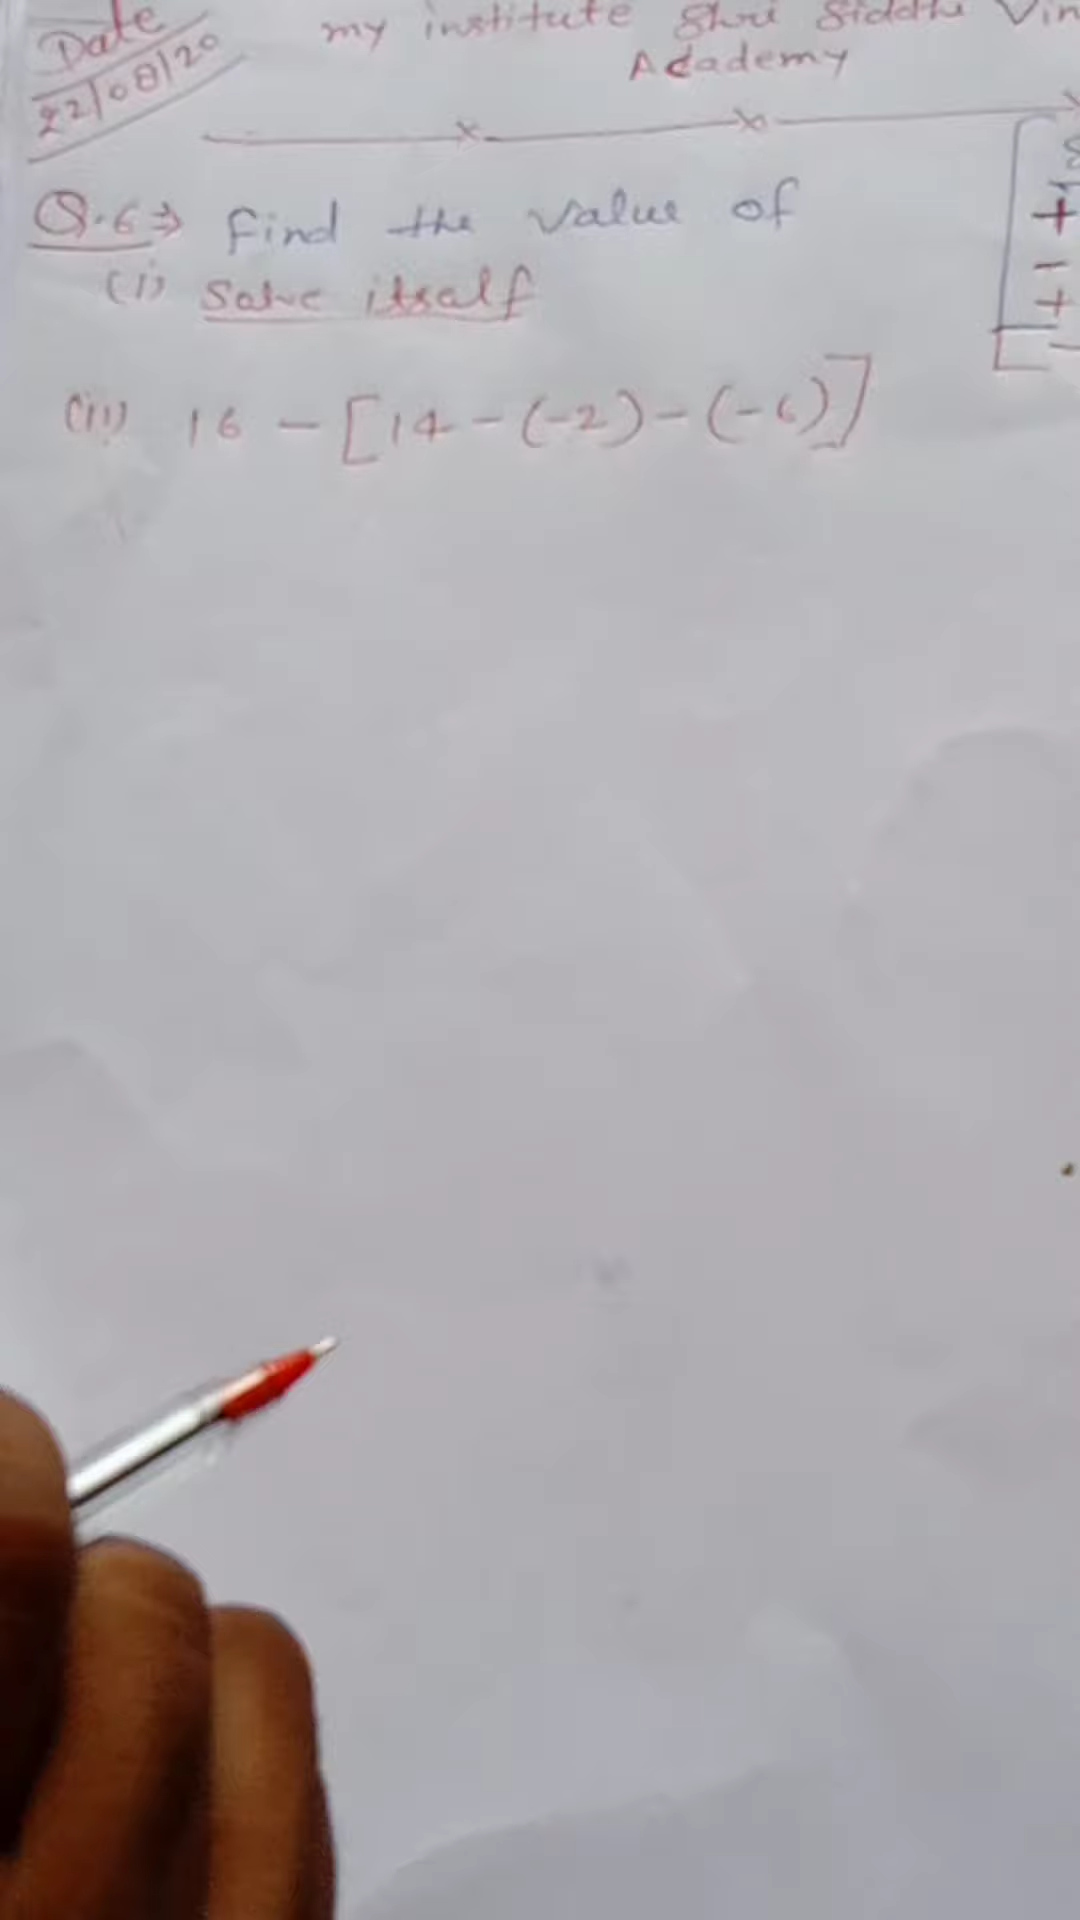 Date
22/08/20
my institute Shri Siddhi Vin
Academy
Q.6⇒ Find the value of
(i) Solve itself
(ii) 16 - [14 - (-2) - (-6)]
+
-
+
-